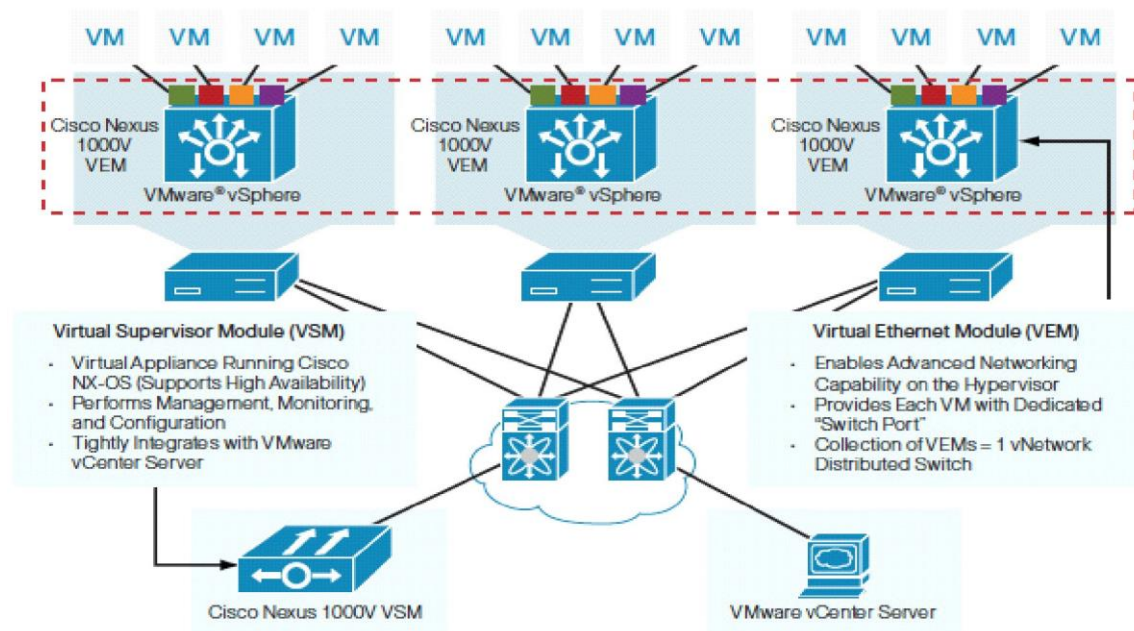 VM VM VM VM VM VM VM VM VM VM VM VM
Cisco Nexus
1000V
VEM
VMware® vSphere
Cisco Nexus
1000V
VEM
VMware® vSphere
Cisco Nexus
1000V
VEM
VMware® vSphere
Virtual Supervisor Module (VSM)
- Virtual Appliance Running Cisco
NX-OS (Supports High Availability)
- Performs Management, Monitoring,
and Configuration
- Tightly Integrates with VMware
vCenter Server
Virtual Ethernet Module (VEM)
- Enables Advanced Networking
Capability on the Hypervisor
- Provides Each VM with Dedicated
“Switch Port”
- Collection of VEMs = 1 vNetwork
Distributed Switch
Cisco Nexus 1000V VSM
VMware vCenter Server